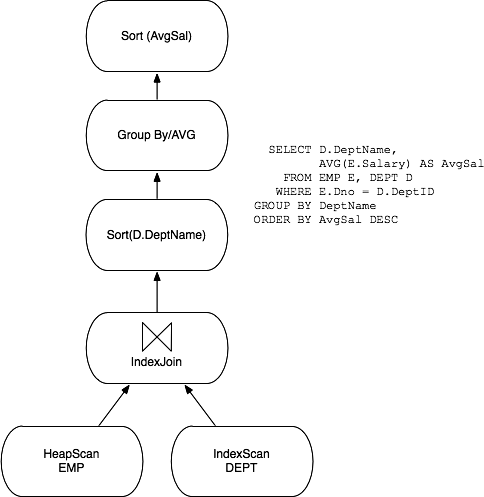 Sort (AvgSal)
Group By/AVG
SELECT D.DeptName,
AVG(E.Salary) AS AvgSal
FROM EMP E, DEPT D
WHERE E.Dno = D.DeptID
GROUP BY DeptName
ORDER BY AvgSal DESC
Sort(D.DeptName)
IndexJoin
HeapScan
EMP
IndexScan
DEPT